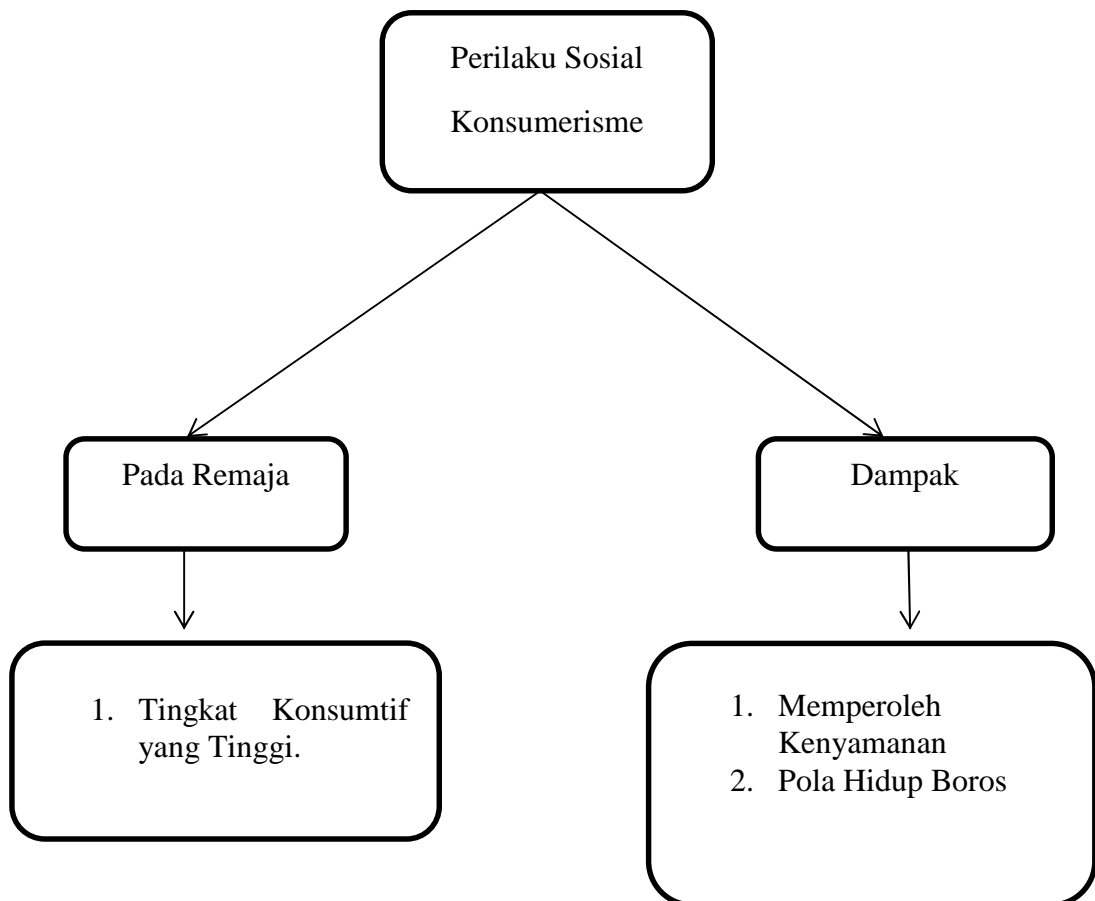 Perilaku Sosial
Konsumerisme
Pada Remaja
Dampak
1. Tingkat Konsumtif
yang Tinggi.
1. Memperoleh
Kenyamanan
2. Pola Hidup Boros